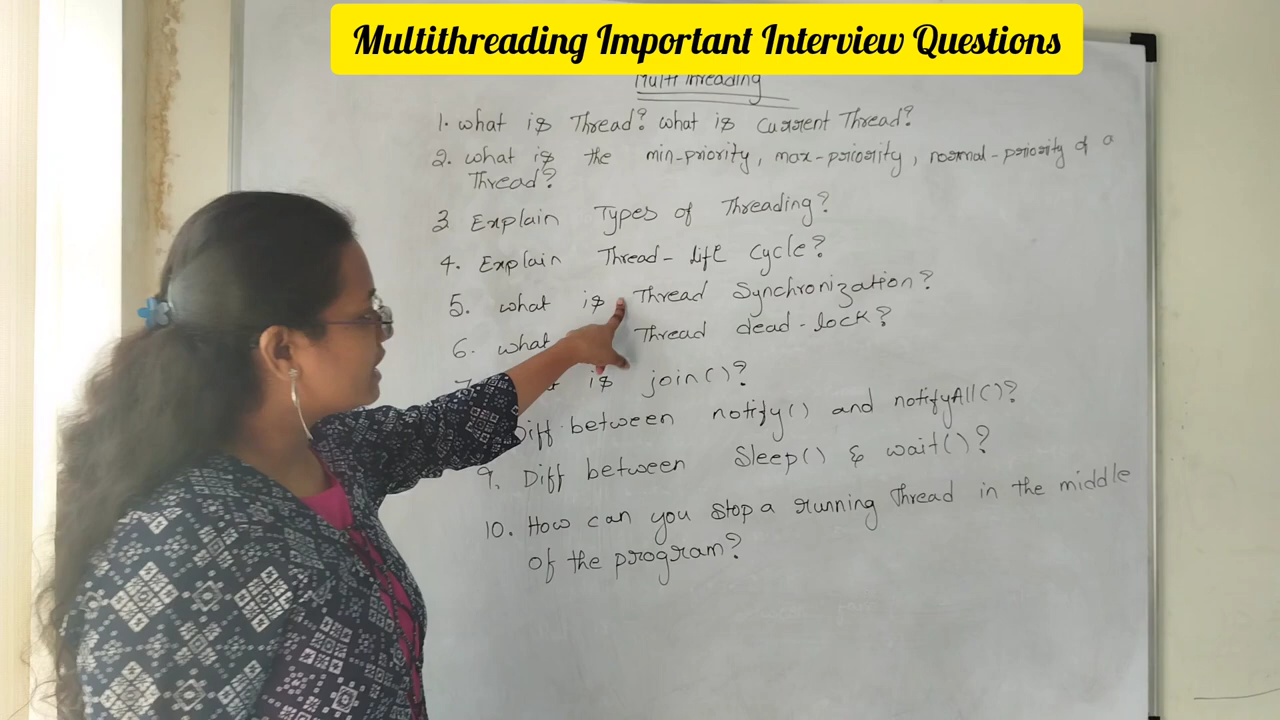 Multithreading Important Interview Questions
Multithreading
1. what is Thread? what is current Thread?
2. what is the min-priority, max-priority, normal-priority of a
Thread?
3 Explain Types of Threading?
4. Explain Thread-life cycle?
5. what is Thread Synchronization?
6. what Thread dead-lock?
is join()?
Diff between notify() and notifyAll()?
9. Diff between Sleep() & wait()?
10. How can you stop a running thread in the middle
of the program?